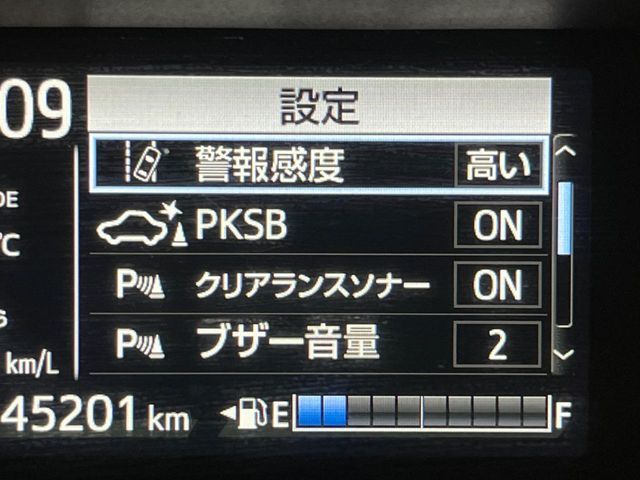 設定
09
警報感度 高い
DE
PKSB ON
℃
P クリアランスソナー ON
P ブザー音量 2
km/L
45201 km
E F